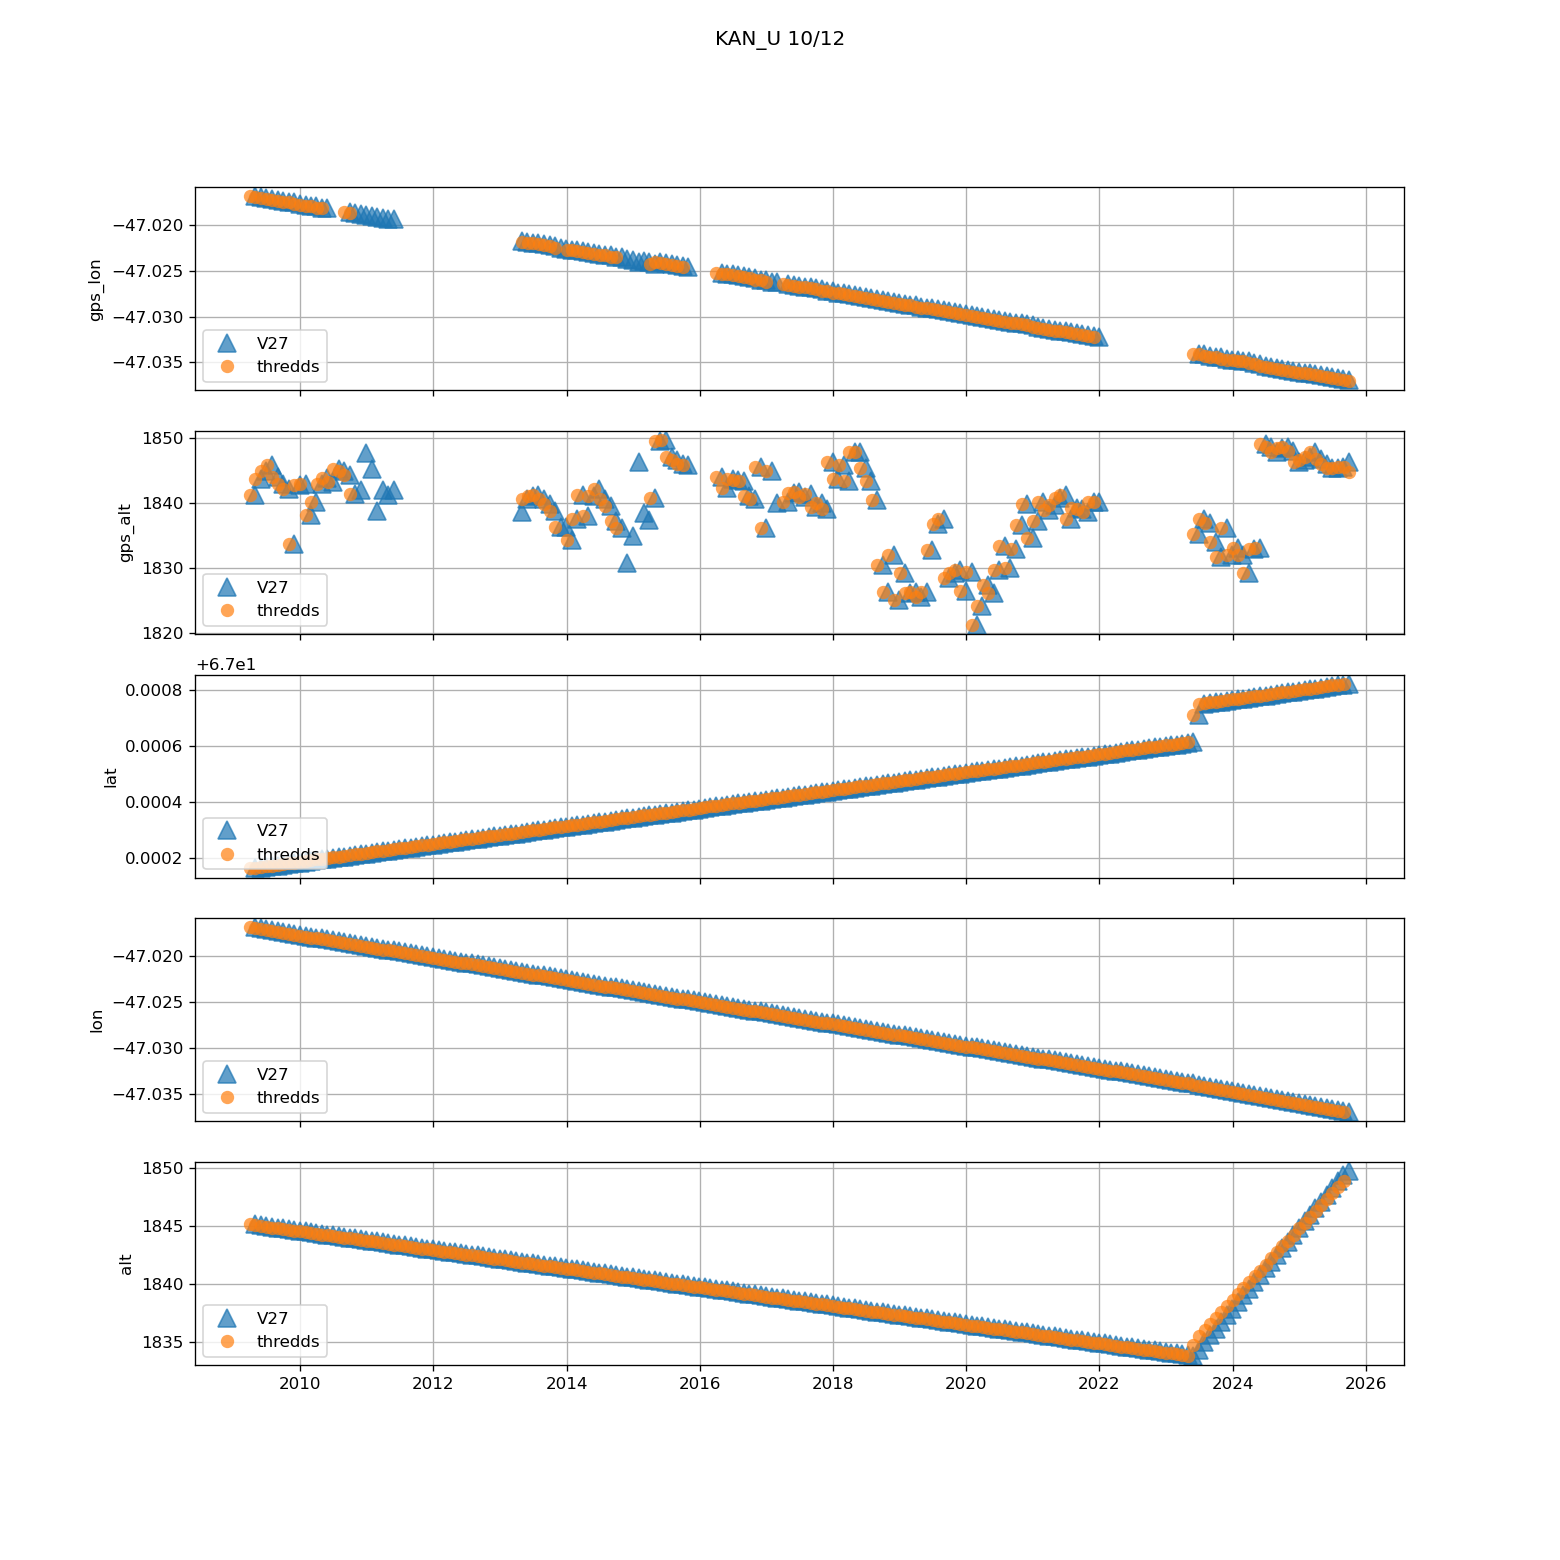 KAN_U 10/12
−47.020
−47.025
−47.030
−47.035
gps_lon
V27
thredds
1850
1840
1830
1820
gps_alt
V27
thredds
+6.7e1
0.0008
0.0006
0.0004
0.0002
lat
V27
thredds
−47.020
−47.025
−47.030
−47.035
lon
V27
thredds
1850
1845
1840
1835
alt
V27
thredds
2010 2012 2014 2016 2018 2020 2022 2024 2026